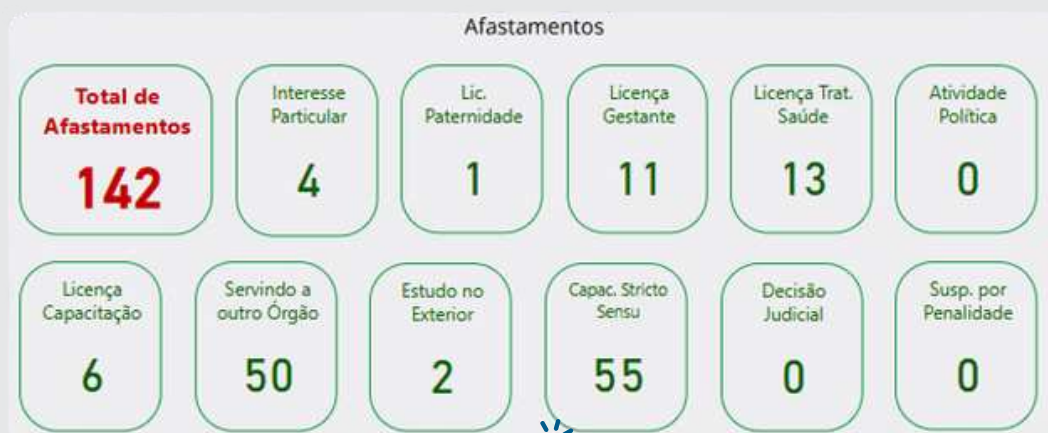 Afastamentos
Total de
Afastamentos
142
Interesse
Particular
4
Lic.
Paternidade
1
Licença
Gestante
11
Licença Trat.
Saúde
13
Atividade
Política
0
Licença
Capacitação
6
Servindo a
outro Órgão
50
Estudo no
Exterior
2
Capac. Stricto
Sensu
55
Decisão
Judicial
0
Susp. por
Penalidade
0